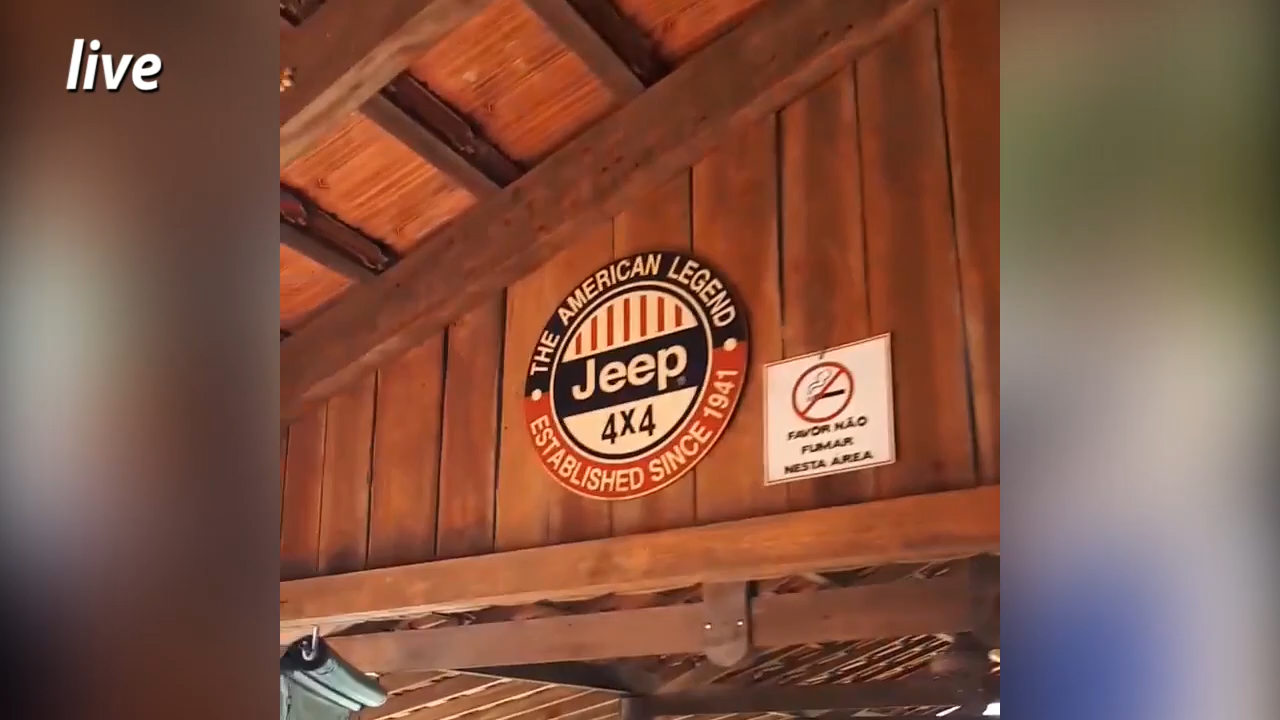 live
THE AMERICAN LEGEND
Jeep
4X4
ESTABLISHED SINCE 1941
FAVOR NÃO
FUMAR
NESTA AREA